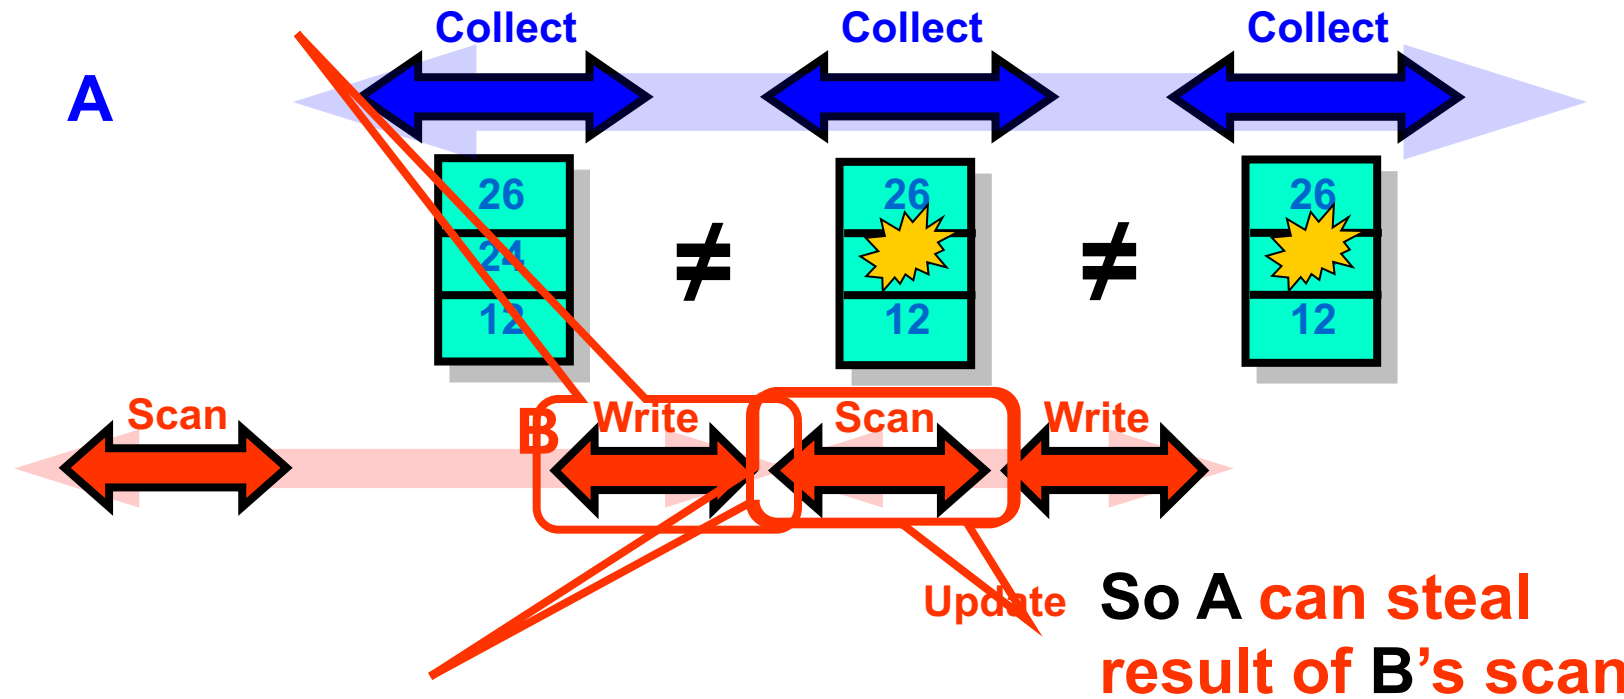 Collect Collect Collect
A
26 26 26
24
≠ ≠
12 12 12
Scan B Write Scan Write
Update
So A can steal
result of B's scan